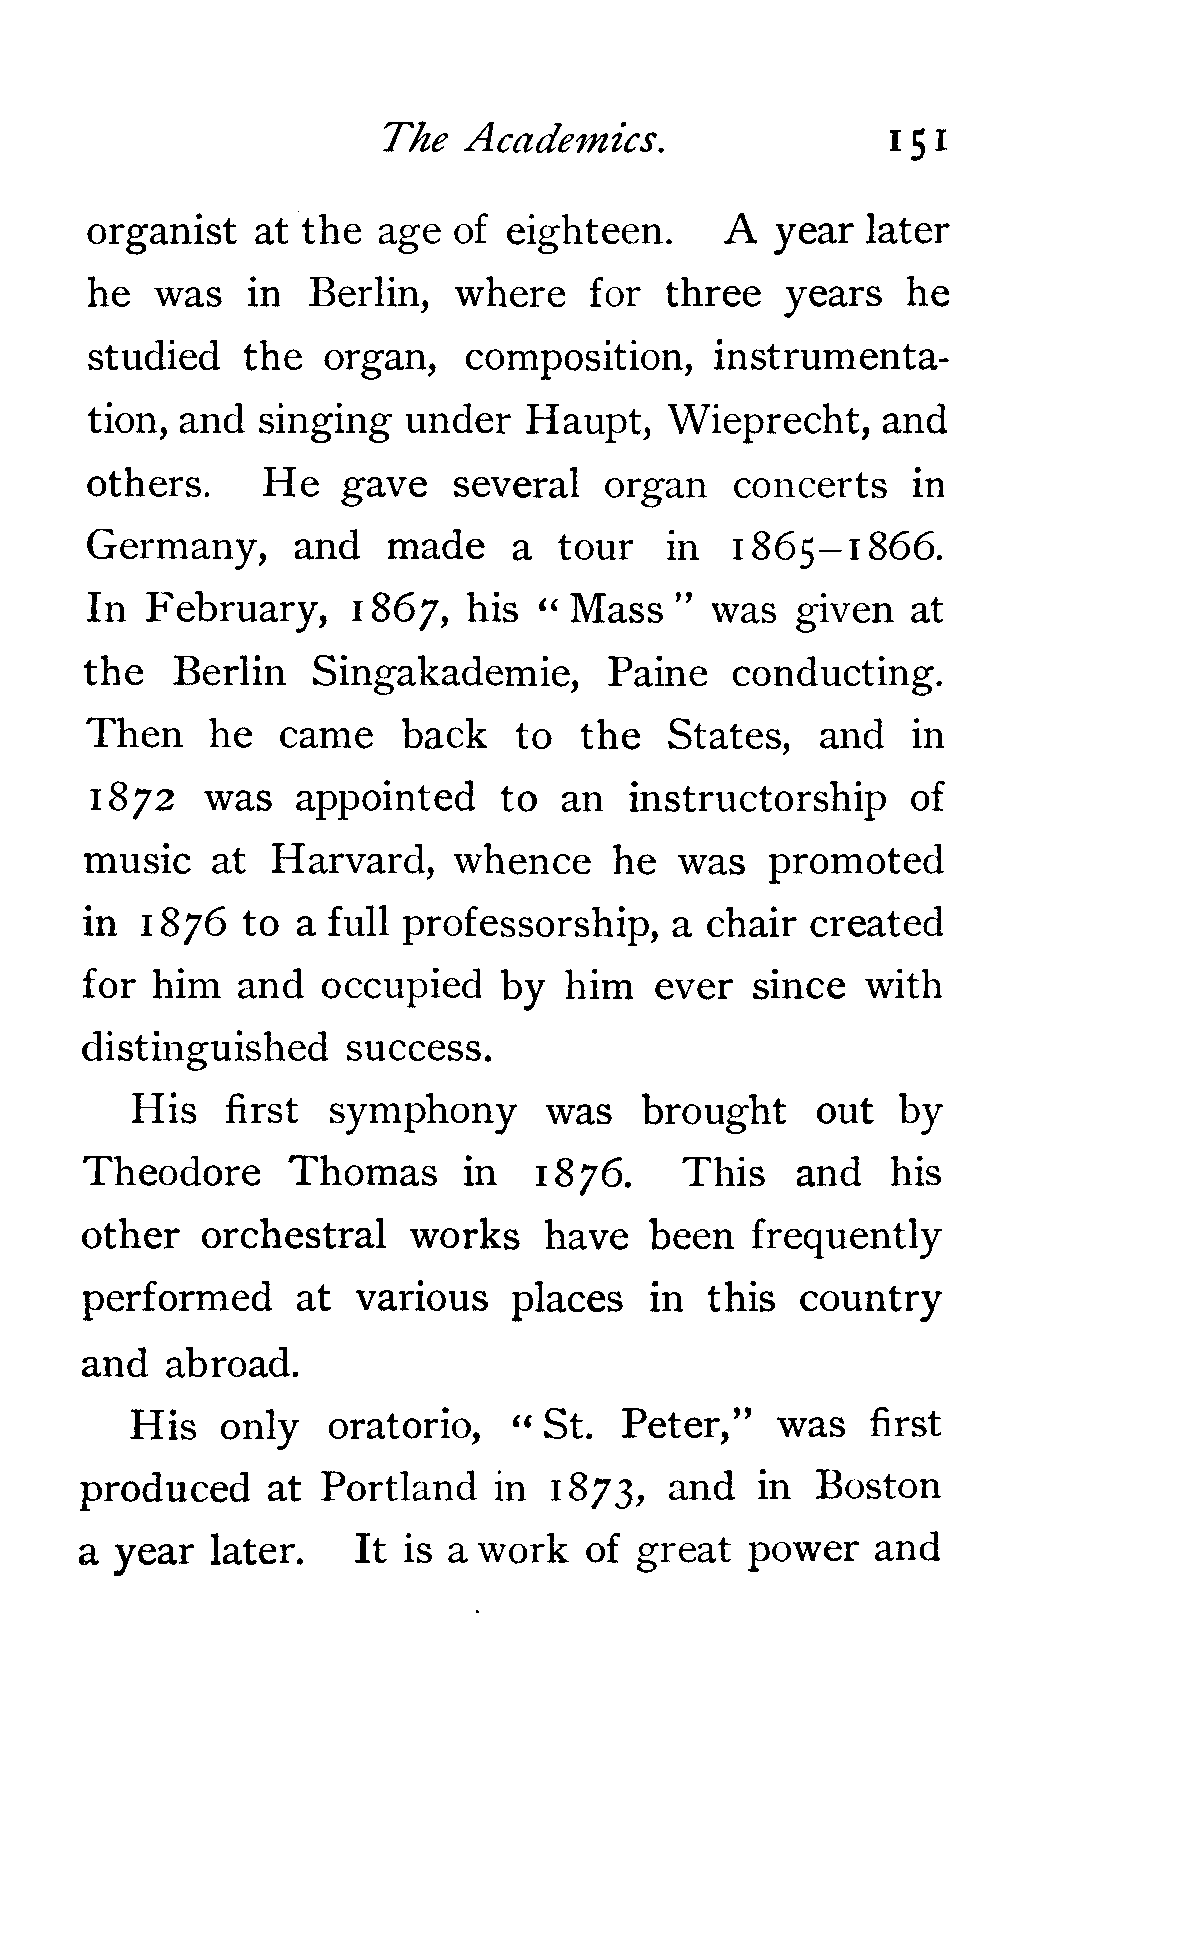 The Academics. 151
organist at the age of eighteen. A year later
he was in Berlin, where for three years he
studied the organ, composition, instrumenta-
tion, and singing under Haupt, Wieprecht, and
others. He gave several organ concerts in
Germany, and made a tour in 1865–1866.
In February, 1867, his “Mass” was given at
the Berlin Singakademie, Paine conducting.
Then he came back to the States, and in
1872 was appointed to an instructorship of
music at Harvard, whence he was promoted
in 1876 to a full professorship, a chair created
for him and occupied by him ever since with
distinguished success.
His first symphony was brought out by
Theodore Thomas in 1876. This and his
other orchestral works have been frequently
performed at various places in this country
and abroad.
His only oratorio, “St. Peter,” was first
produced at Portland in 1873, and in Boston
a year later. It is a work of great power and